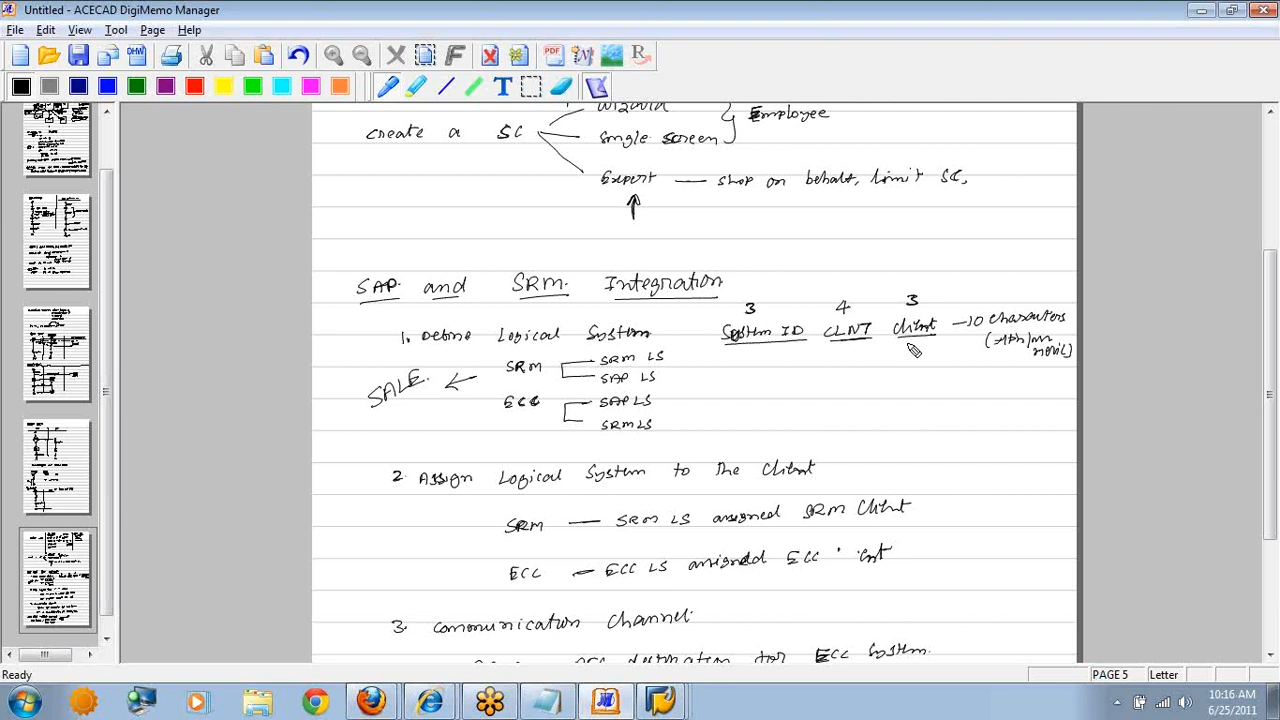 Untitled - ACECAD DigiMemo Manager
File Edit View Tool Page Help
Wizard
Employee
create a SC
single screen
Expert — shop on behalf, limit SC,
SAP and SRM Integration
3 4 3
1. Define Logical System System ID CLNT client — 10 characters
SRM SRM LS
SAP LS
SALE.
ECC SAP LS
SRM LS
2. Assign Logical System to the Client
SRM — SRM LS assigned SRM Client
ECC — ECC LS assigned ECC
3. Communication Channel
destination for ECC System.
Ready PAGE 5 Letter
10:16 AM
6/25/2011